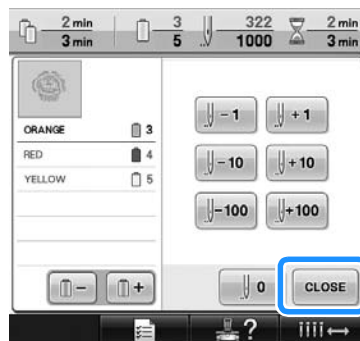 2 min 3 322 2 min
3 min 5 1000 3 min
- 1 + 1
ORANGE 3
RED 4
- 10 + 10
YELLOW 5
-100 +100
- + 0 CLOSE
?